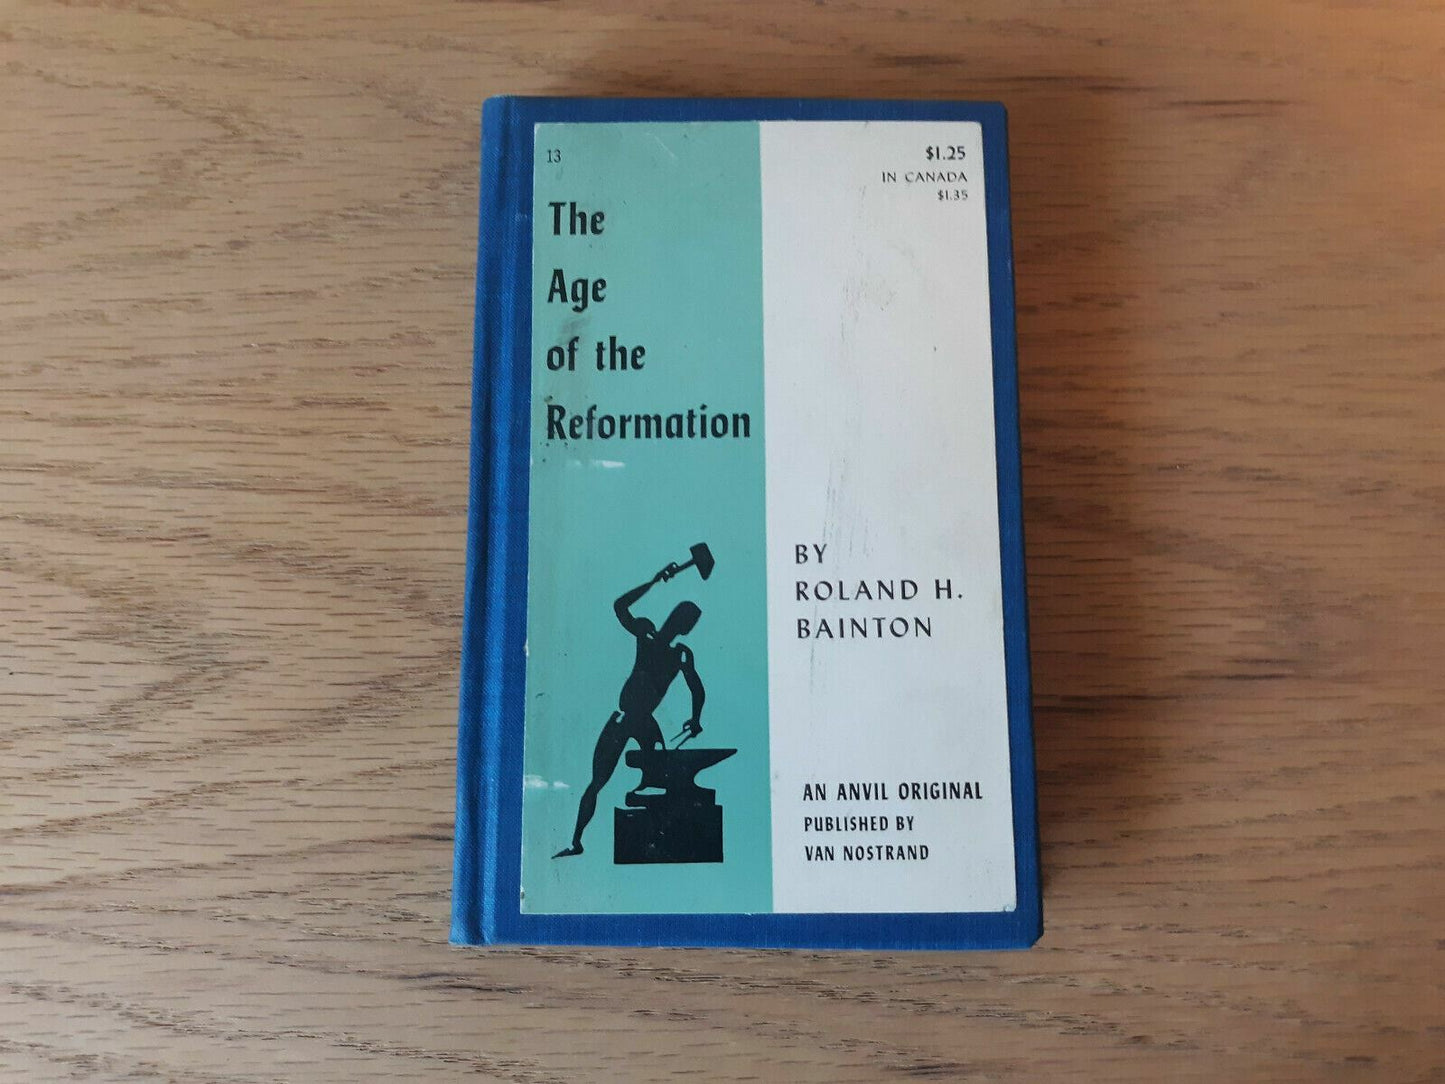 13
The
Age
of the
Reformation
$1.25
IN CANADA
$1.35
BY
ROLAND H.
BAINTON
AN ANVIL ORIGINAL
PUBLISHED BY
VAN NOSTRAND